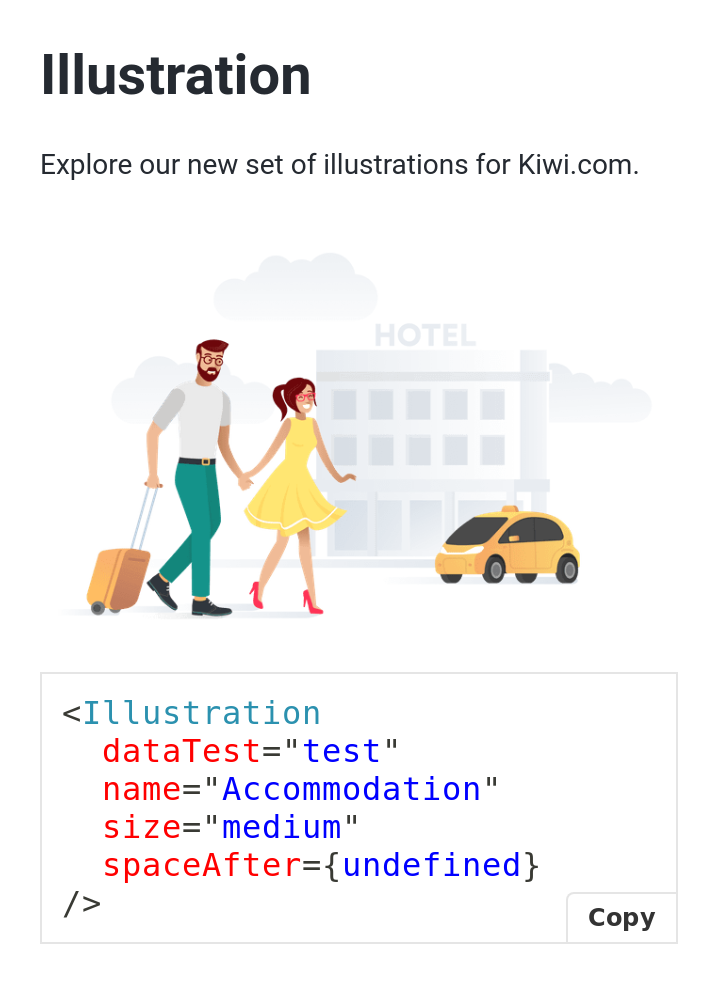 Illustration
Explore our new set of illustrations for Kiwi.com.
HOTEL
<Illustration
  dataTest="test"
  name="Accommodation"
  size="medium"
  spaceAfter={undefined}
/>
Copy